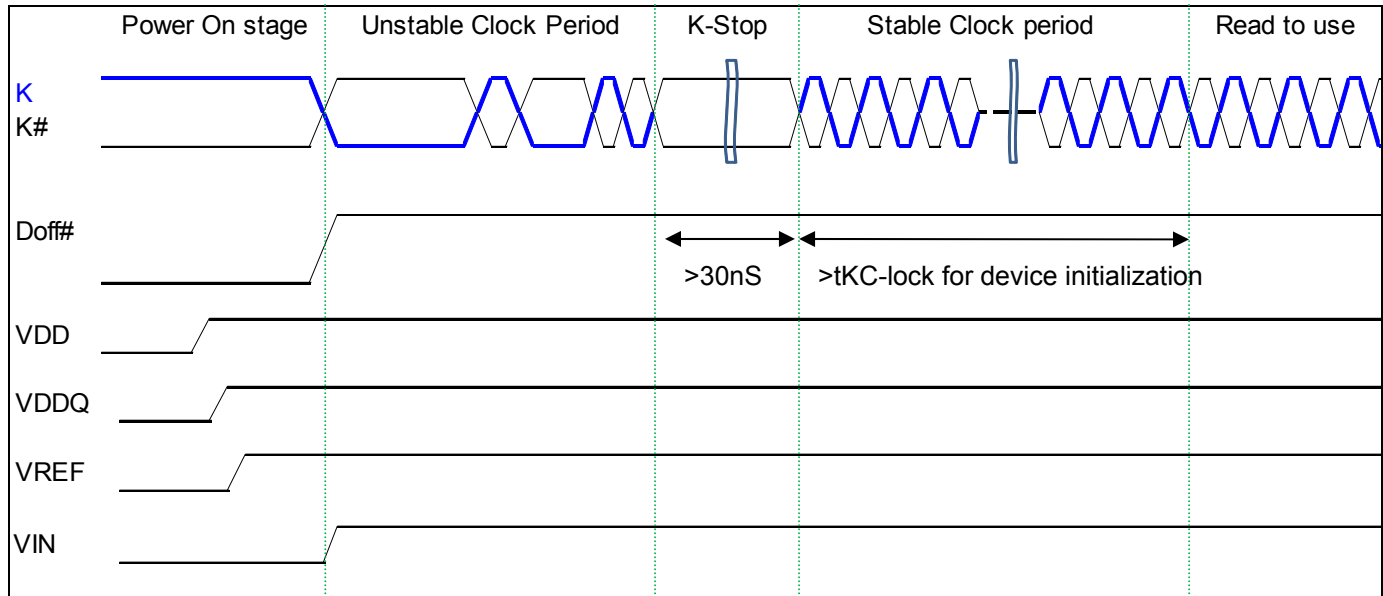 Power On stage Unstable Clock Period K-Stop Stable Clock period Read to use
K
K#
Doff#
>30nS >tKC-lock for device initialization
VDD
VDDQ
VREF
VIN